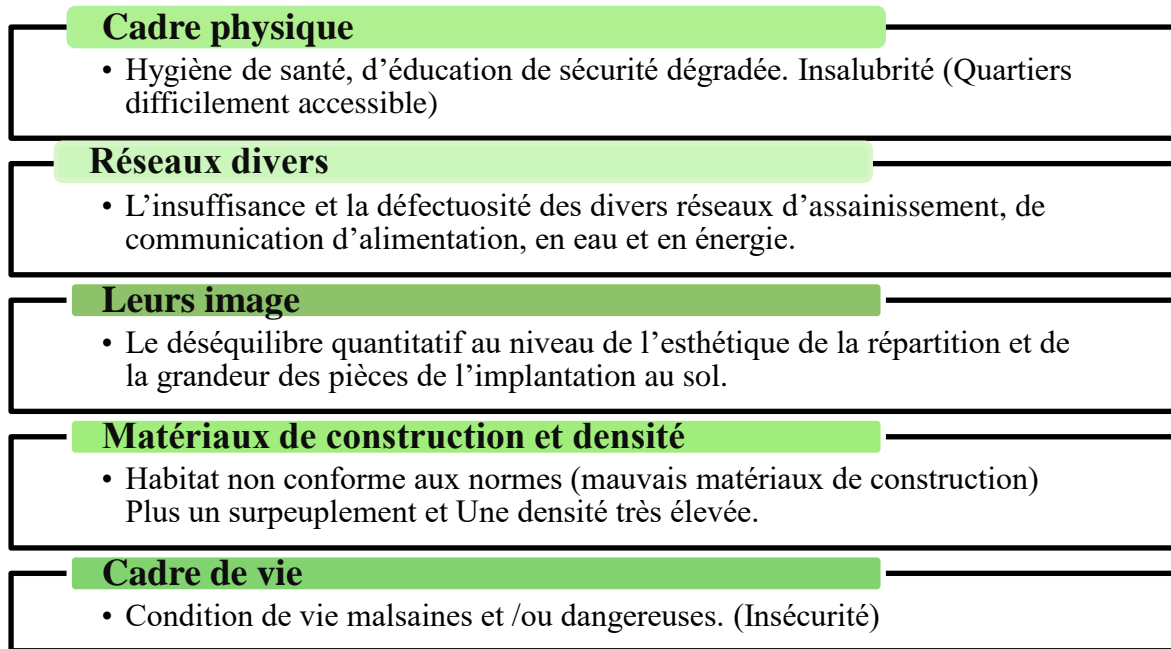 Cadre physique
• Hygiène de santé, d’éducation de sécurité dégradée. Insalubrité (Quartiers
difficilement accessible)
Réseaux divers
• L’insuffisance et la défectuosité des divers réseaux d’assainissement, de
communication d’alimentation, en eau et en énergie.
Leurs image
• Le déséquilibre quantitatif au niveau de l’esthétique de la répartition et de
la grandeur des pièces de l’implantation au sol.
Matériaux de construction et densité
• Habitat non conforme aux normes (mauvais matériaux de construction)
Plus un surpeuplement et Une densité très élevée.
Cadre de vie
• Condition de vie malsaines et /ou dangereuses. (Insécurité)